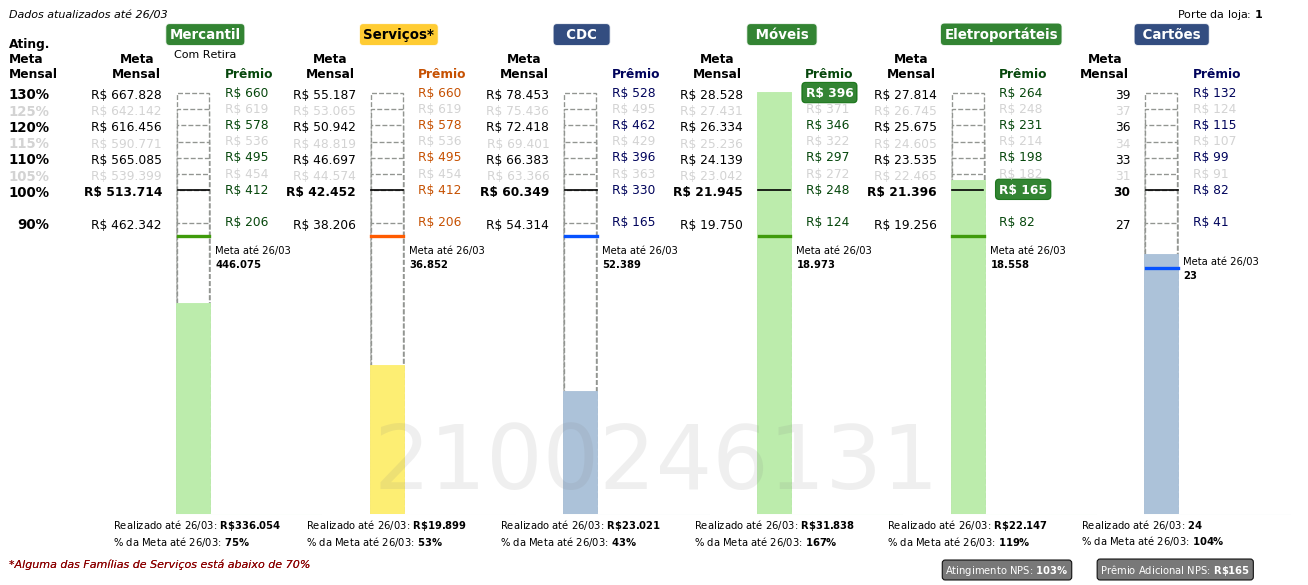 Dados atualizados até 26/03
Porte da loja: 1
Mercantil Serviços* CDC Móveis Eletroportáteis Cartões
Com Retira
Ating. Meta Mensal
Meta Mensal Prêmio Meta Mensal Prêmio Meta Mensal Prêmio Meta Mensal Prêmio Meta Mensal Prêmio Meta Mensal Prêmio
130% R$ 667.828 R$ 660 R$ 55.187 R$ 660 R$ 78.453 R$ 528 R$ 28.528 R$ 396 R$ 27.814 R$ 264 39 R$ 132
125% R$ 642.142 R$ 619 R$ 53.065 R$ 619 R$ 75.436 R$ 495 R$ 27.431 R$ 371 R$ 26.745 R$ 248 37 R$ 124
120% R$ 616.456 R$ 578 R$ 50.942 R$ 578 R$ 72.418 R$ 462 R$ 26.334 R$ 346 R$ 25.675 R$ 231 36 R$ 115
115% R$ 590.771 R$ 536 R$ 48.819 R$ 536 R$ 69.401 R$ 429 R$ 25.236 R$ 322 R$ 24.605 R$ 214 34 R$ 107
110% R$ 565.085 R$ 495 R$ 46.697 R$ 495 R$ 66.383 R$ 396 R$ 24.139 R$ 297 R$ 23.535 R$ 198 33 R$ 99
105% R$ 539.399 R$ 454 R$ 44.574 R$ 454 R$ 63.366 R$ 363 R$ 23.042 R$ 272 R$ 22.465 R$ 182 31 R$ 91
100% R$ 513.714 R$ 412 R$ 42.452 R$ 412 R$ 60.349 R$ 330 R$ 21.945 R$ 248 R$ 21.396 R$ 165 30 R$ 82
90% R$ 462.342 R$ 206 R$ 38.206 R$ 206 R$ 54.314 R$ 165 R$ 19.750 R$ 124 R$ 19.256 R$ 82 27 R$ 41
Meta até 26/03 Meta até 26/03 Meta até 26/03 Meta até 26/03 Meta até 26/03 Meta até 26/03
446.075 36.852 52.389 18.973 18.558 23
2100246131
Realizado até 26/03: R$336.054 Realizado até 26/03: R$19.899 Realizado até 26/03: R$23.021 Realizado até 26/03: R$31.838 Realizado até 26/03: R$22.147 Realizado até 26/03: 24
% da Meta até 26/03: 75% % da Meta até 26/03: 53% % da Meta até 26/03: 43% % da Meta até 26/03: 167% % da Meta até 26/03: 119% % da Meta até 26/03: 104%
*Alguma das Famílias de Serviços está abaixo de 70%
Atingimento NPS: 103% Prêmio Adicional NPS: R$165